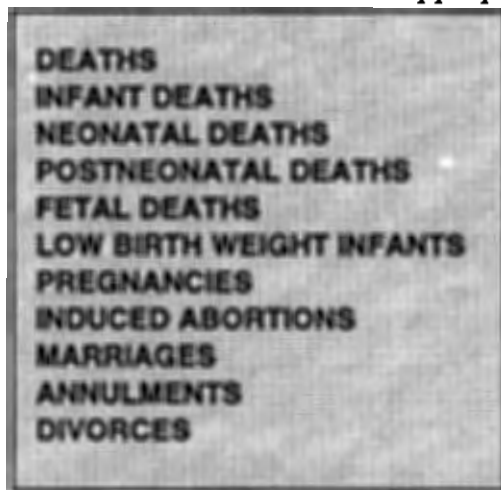 DEATHS
INFANT DEATHS
NEONATAL DEATHS
POSTNEONATAL DEATHS
FETAL DEATHS
LOW BIRTH WEIGHT INFANTS
PREGNANCIES
INDUCED ABORTIONS
MARRIAGES
ANNULMENTS
DIVORCES